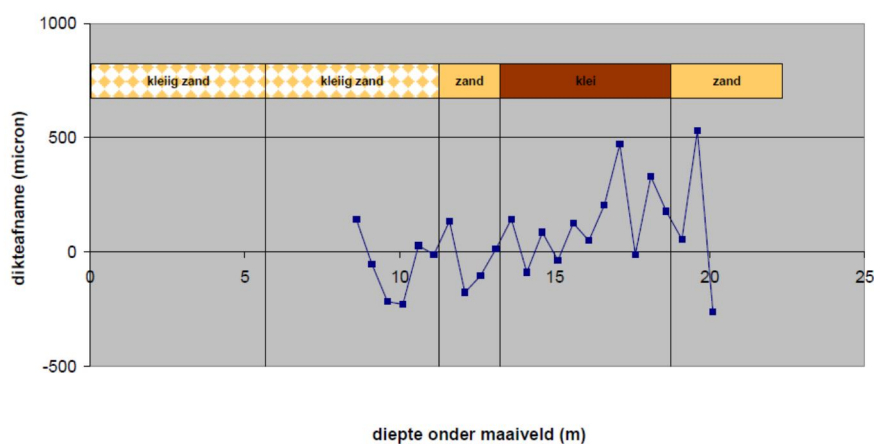 1000
kleiig zand kleiig zand zand klei zand
500
0
0 5 10 15 20 25
-500
dikteafname (micron)
diepte onder maaiveld (m)